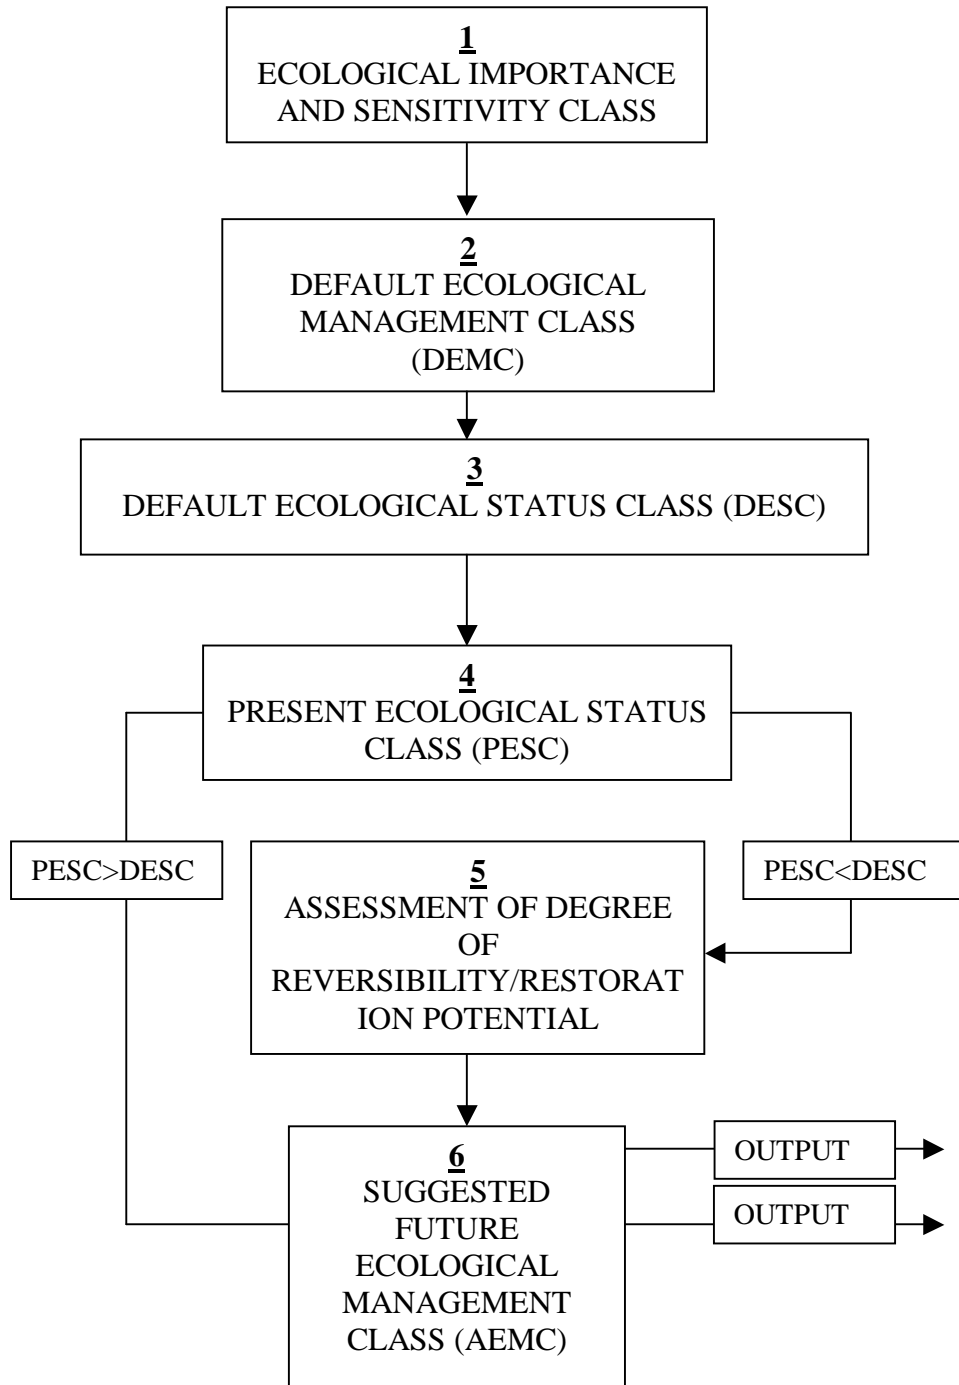 1
ECOLOGICAL IMPORTANCE
AND SENSITIVITY CLASS
2
DEFAULT ECOLOGICAL
MANAGEMENT CLASS
(DEMC)
3
DEFAULT ECOLOGICAL STATUS CLASS (DESC)
4
PRESENT ECOLOGICAL STATUS
CLASS (PESC)
PESC>DESC
PESC<DESC
5
ASSESSMENT OF DEGREE
OF
REVERSIBILITY/RESTORAT
ION POTENTIAL
6
SUGGESTED
FUTURE
ECOLOGICAL
MANAGEMENT
CLASS (AEMC)
OUTPUT
OUTPUT